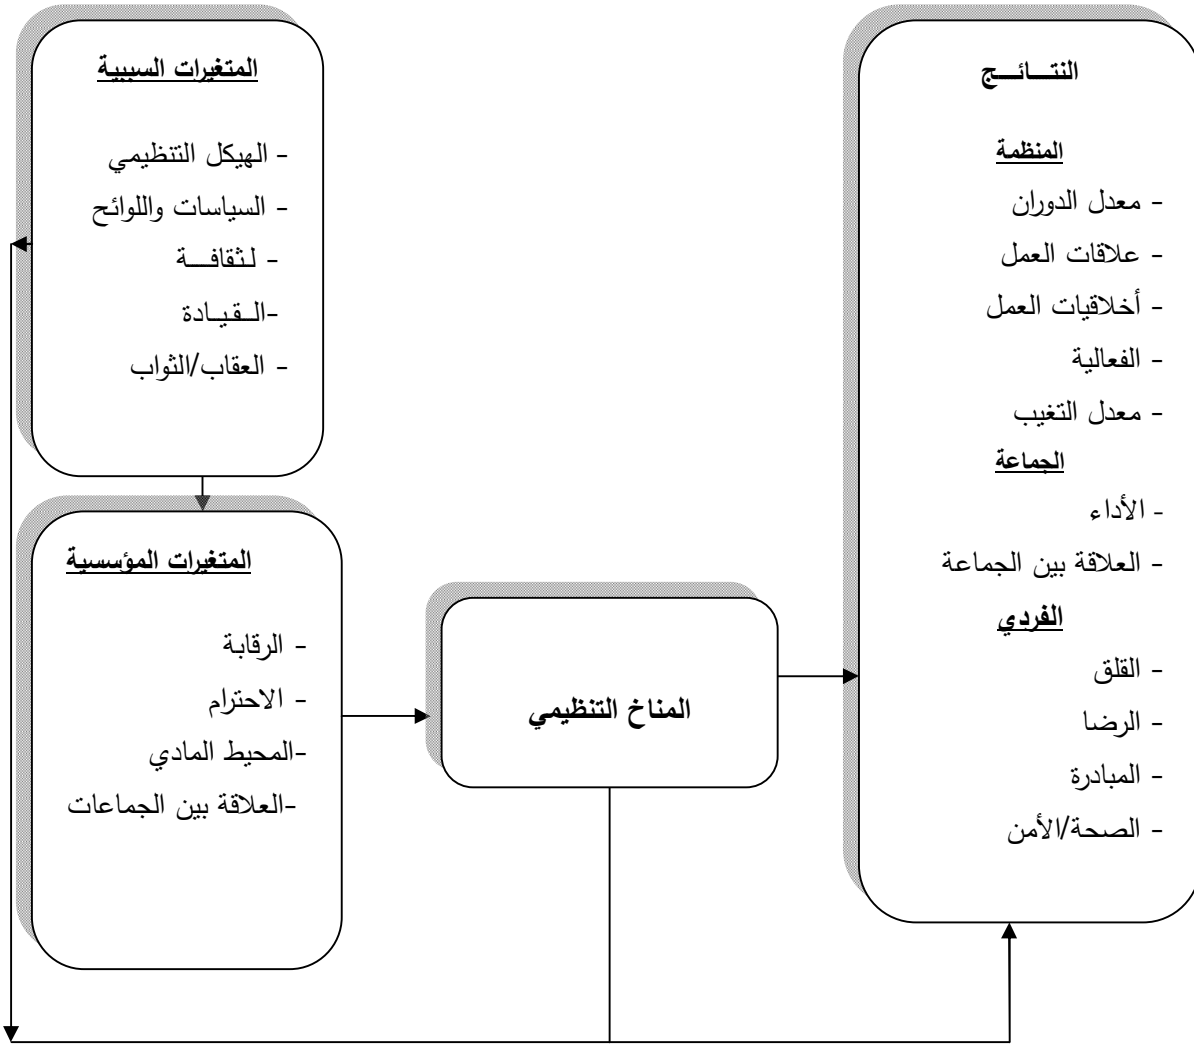 المتغيرات السببية
- الهيكل التنظيمي
- السياسات واللوائح
- لثقافـــة
-الـقـيـادة
- العقاب/الثواب
المتغيرات المؤسسية
- الرقابة
- الاحترام
-المحيط المادي
-العلاقة بين الجماعات
المناخ التنظيمي
النتـــائـــج
المنظمة
- معدل الدوران
- علاقات العمل
- أخلاقيات العمل
- الفعالية
- معدل التغيب
الجماعة
- الأداء
- العلاقة بين الجماعة
الفردي
- القلق
- الرضا
- المبادرة
- الصحة/الأمن